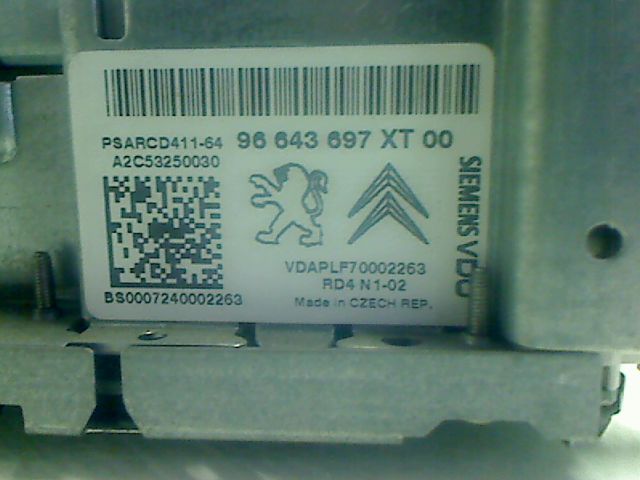 PSARCD411-64 96 643 697 XT 00
A2C53250030
SIEMENS VDO
VDAPLF70002263
RD4 N1-02
BS0007240002263
Made in CZECH REP.